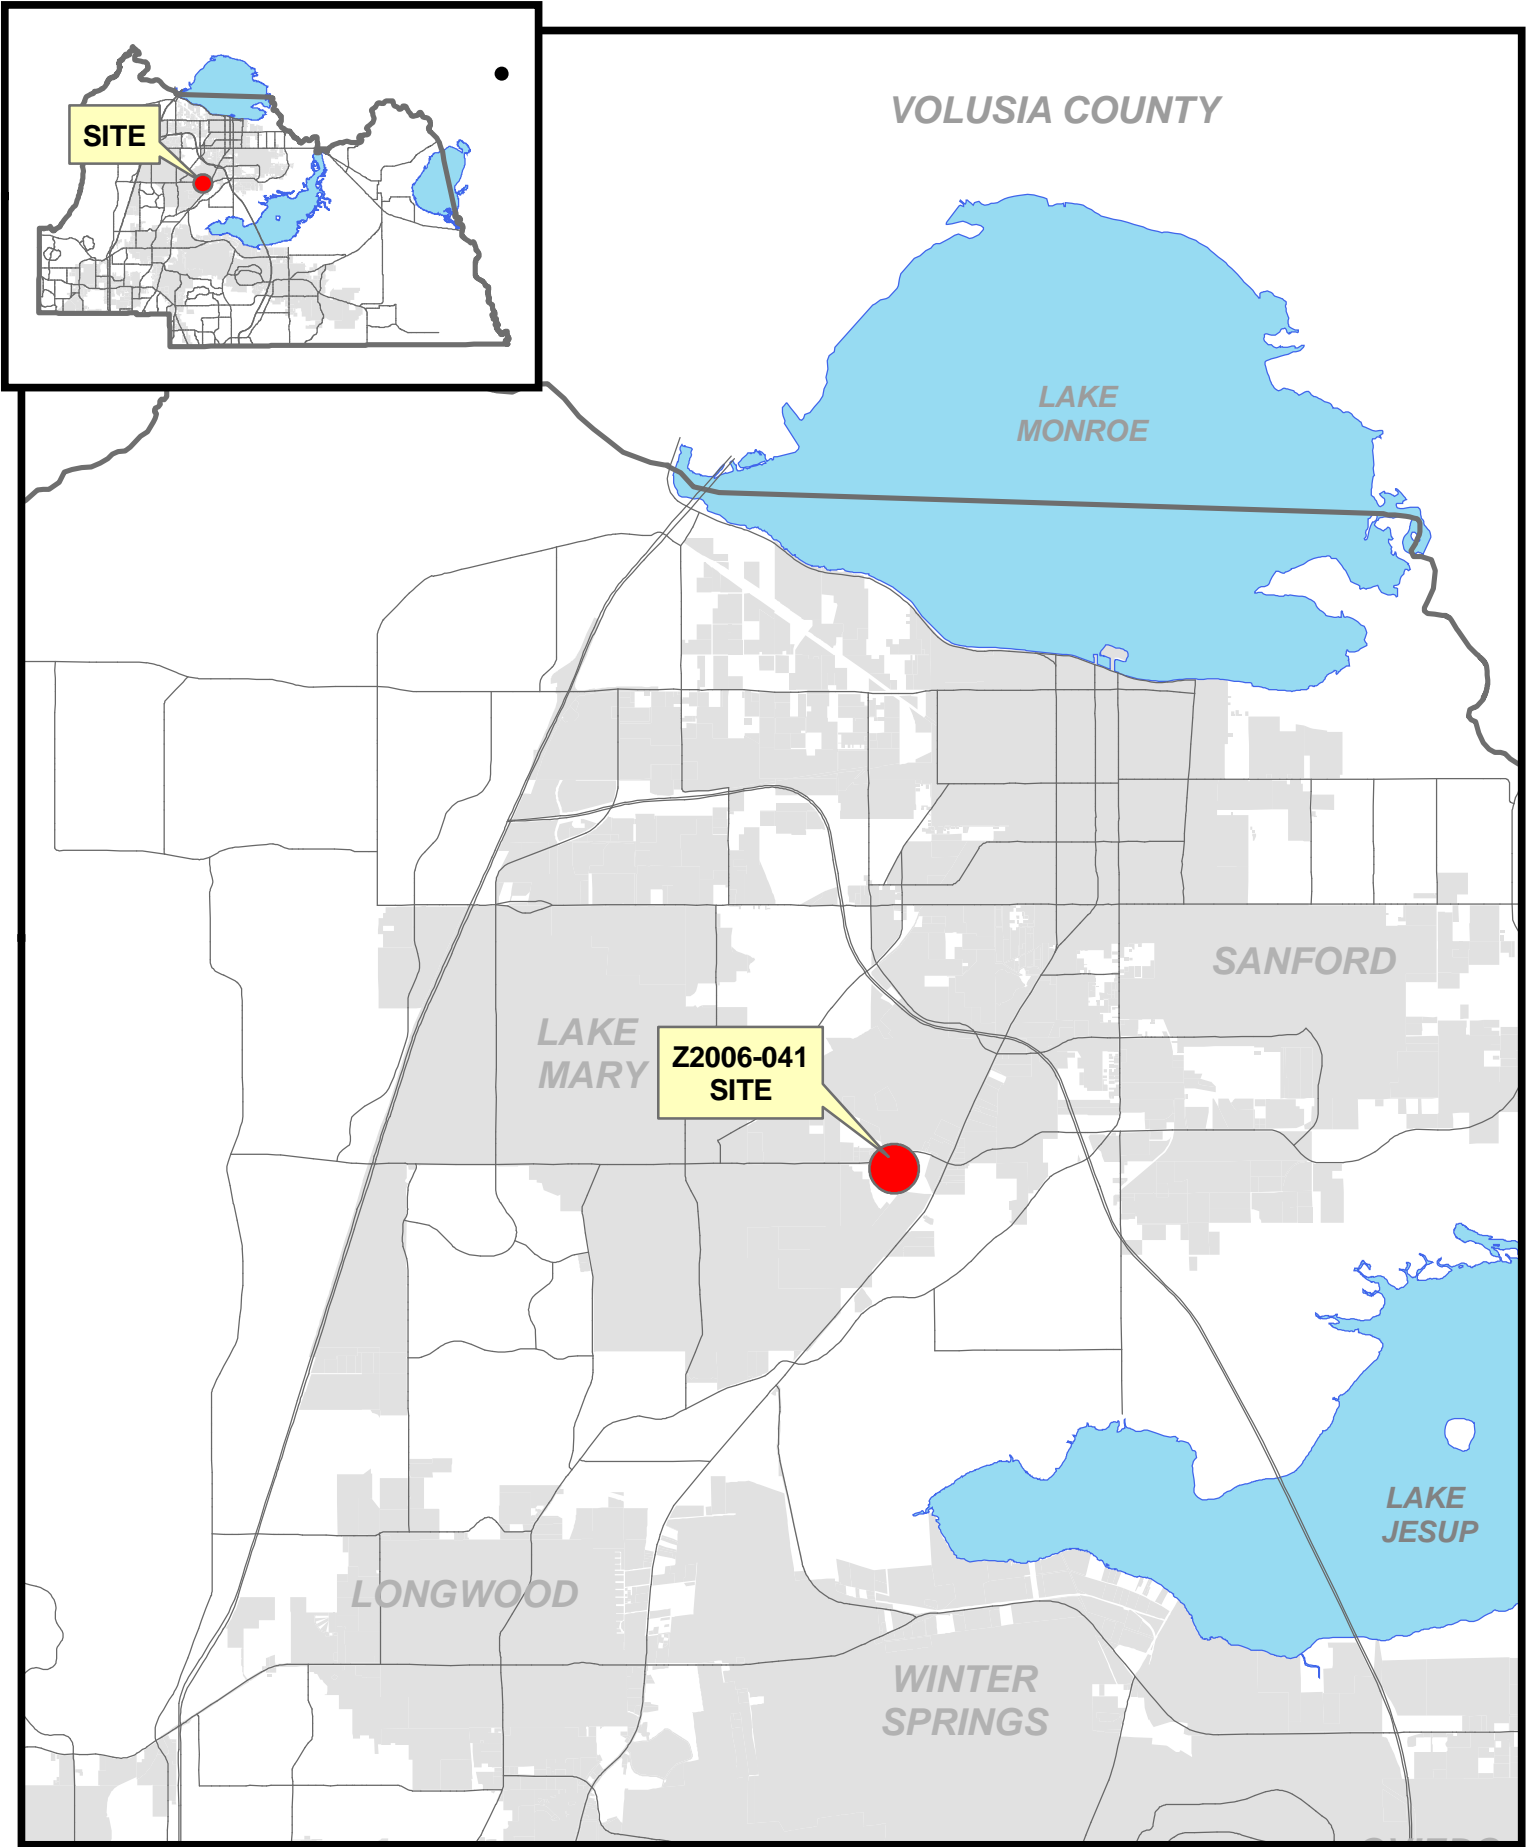 SITE
VOLUSIA COUNTY
LAKE
MONROE
SANFORD
LAKE
MARY
Z2006-041
SITE
LAKE
JESUP
LONGWOOD
WINTER
SPRINGS